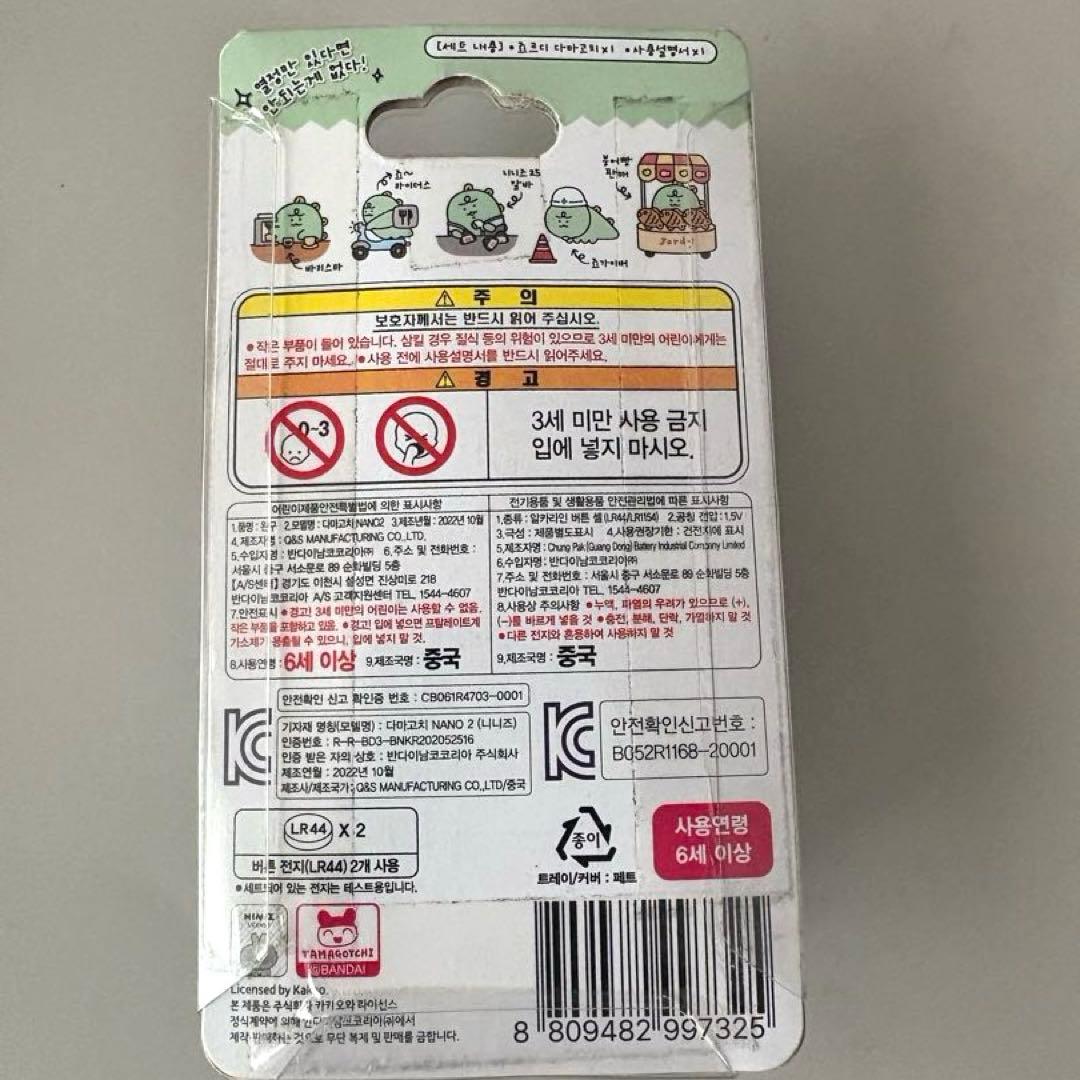 열정만 있다면
안되는게 없다!
[세트 내용] •죠르디 다마고치x1 •사용설명서x1
죠~
라이더스
니니즈25
알바
붕어빵
판매
바리스타
죠가이버
Jordy!
주 의
보호자께서는 반드시 읽어 주십시오.
•작은 부품이 들어 있습니다. 삼킬 경우 질식 등의 위험이 있으므로 3세 미만의 어린이에게는
절대로 주지 마세요. •사용 전에 사용설명서를 반드시 읽어주세요.
경 고
0-3
3세 미만 사용 금지
입에 넣지 마시오.
어린이제품안전특별법에 의한 표시사항
1.품명 : 완구 2.모델명 : 다마고치 NANO2 3.제조년월 : 2022년 10월
4.제조자명 : Q&S MANUFACTURING CO.,LTD.
5.수입자명 : 반다이남코코리아㈜ 6.주소 및 전화번호 :
서울시 중구 서소문로 89 순화빌딩 5층
[A/S센터] 경기도 이천시 설성면 진상미로 218
반다이남코코리아 A/S 고객지원센터 TEL. 1544-4607
7.안전표시 •경고! 3세 미만의 어린이는 사용할 수 없음.
작은 부품을 포함하고 있음. •경고! 입에 넣으면 프탈레이트계
가소제가 용출될 수 있으니, 입에 넣지 말 것.
8.사용연령 : 6세 이상 9.제조국명 : 중국
전기용품 및 생활용품 안전관리법에 따른 표시사항
1.종류 : 알카라인 버튼 셀(LR44/LR1154) 2.공칭 전압 : 1.5V
3.극성 : 제품별도표시 4.사용권장기한 : 건전지에 표시
5.제조자명 : Chung Pak (Guang Dong) Battery Industrial Company Limited
6.수입자명 : 반다이남코코리아㈜
7.주소 및 전화번호 : 서울시 중구 서소문로 89 순화빌딩 5층
반다이남코코리아 TEL. 1544-4607
8.사용상 주의사항 •누액, 파열의 우려가 있으므로 (+),
(-)를 바르게 넣을 것 •충전, 분해, 단락, 가열하지 말 것
•다른 전지와 혼용하여 사용하지 말 것
9.제조국명 : 중국
안전확인 신고 확인증 번호 : CB061R4703-0001
기자재 명칭(모델명) : 다마고치 NANO 2 (니니즈)
인증번호 : R-R-BD3-BNKR202052516
인증 받은 자의 상호 : 반다이남코코리아 주식회사
제조연월 : 2022년 10월
제조사/제조국가 : Q&S MANUFACTURING CO.,LTD/중국
안전확인신고번호 :
B052R1168-20001
LR44 X 2
버튼 전지(LR44) 2개 사용
•세트되어 있는 전지는 테스트용입니다.
종이
트레이/커버 : 페트
사용연령
6세 이상
NINIZ
TAMAGOTCHI
©BANDAI
Licensed by Kakao.
본 제품은 주식회사 카카오와 라이선스
정식계약에 의해 반다이남코코리아㈜에서
제작·판매하는 것으로 무단 복제 및 판매를 금합니다.
8 809482 997325